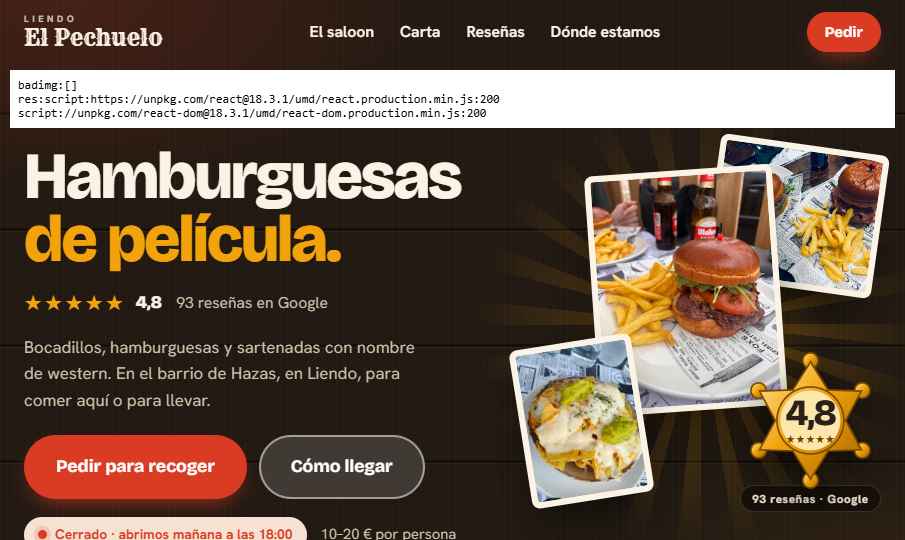 LIENDO
El Pechuelo
El saloon
Carta
Reseñas
Dónde estamos
Pedir
badimg:[]
res:script:https://unpkg.com/react@18.3.1/umd/react.production.min.js:200
script://unpkg.com/react-dom@18.3.1/umd/react-dom.production.min.js:200
Hamburguesas
de película.
★★★★★ 4,8 93 reseñas en Google
Bocadillos, hamburguesas y sartenadas con nombre
de western. En el barrio de Hazas, en Liendo, para
comer aquí o para llevar.
Pedir para recoger
Cómo llegar
Cerrado · abrimos mañana a las 18:00
10-20 € por persona
4,8
★★★★★
93 reseñas · Google